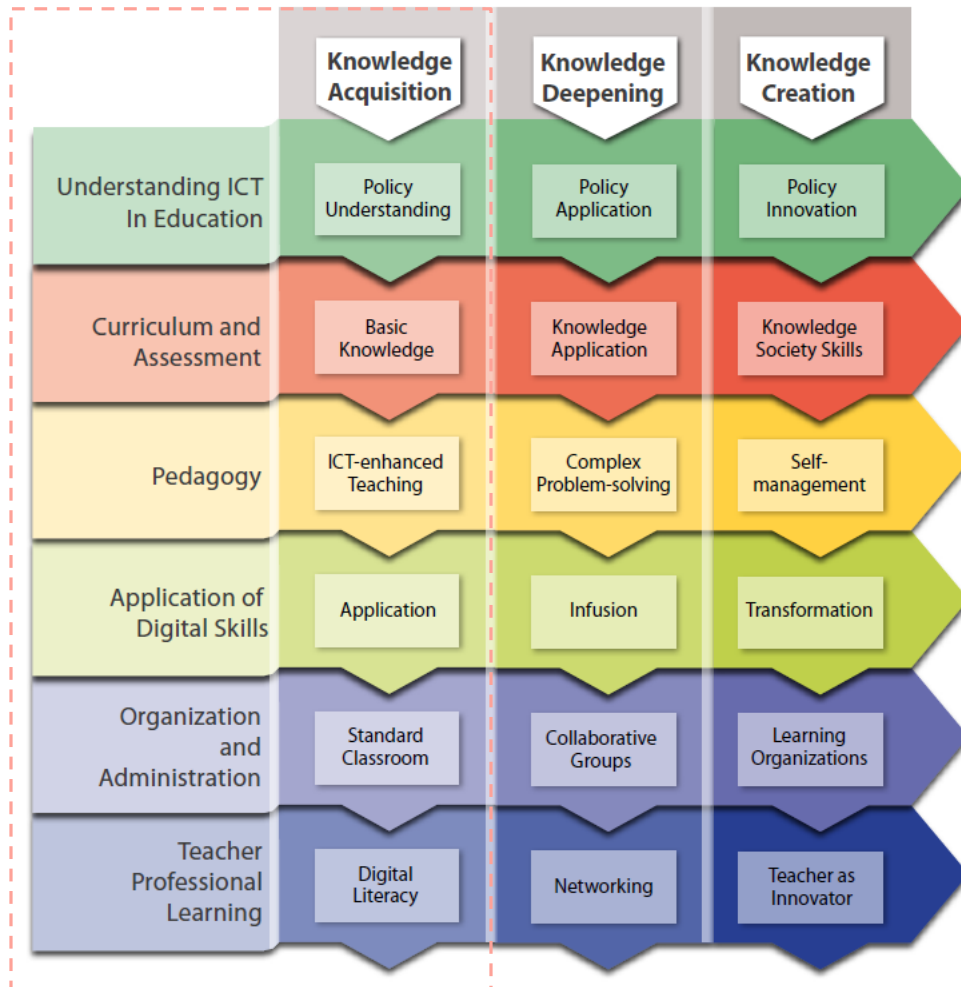 Knowledge
Acquisition
Knowledge
Deepening
Knowledge
Creation
Understanding ICT
In Education
Policy
Understanding
Policy
Application
Policy
Innovation
Curriculum and
Assessment
Basic
Knowledge
Knowledge
Application
Knowledge
Society Skills
Pedagogy
ICT-enhanced
Teaching
Complex
Problem-solving
Self-
management
Application of
Digital Skills
Application
Infusion
Transformation
Organization
and
Administration
Standard
Classroom
Collaborative
Groups
Learning
Organizations
Teacher
Professional
Learning
Digital
Literacy
Networking
Teacher as
Innovator